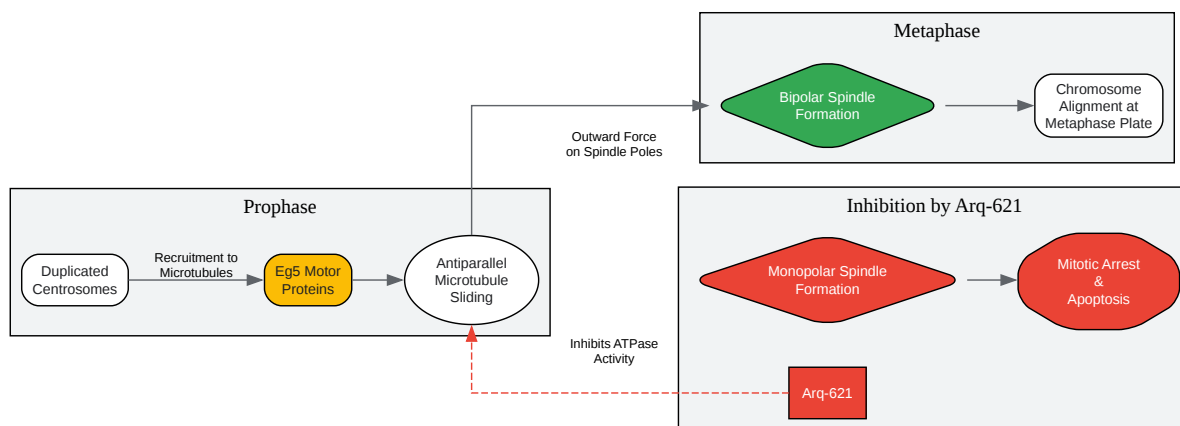 Metaphase
Bipolar Spindle
Formation
Chromosome
Alignment at
Metaphase Plate
Outward Force
on Spindle Poles
Prophase
Duplicated
Centrosomes
Recruitment to
Microtubules
Eg5 Motor
Proteins
Antiparallel
Microtubule
Sliding
Inhibition by Arq-621
Monopolar Spindle
Formation
Mitotic Arrest
&
Apoptosis
Inhibits ATPase
Activity
Arq-621